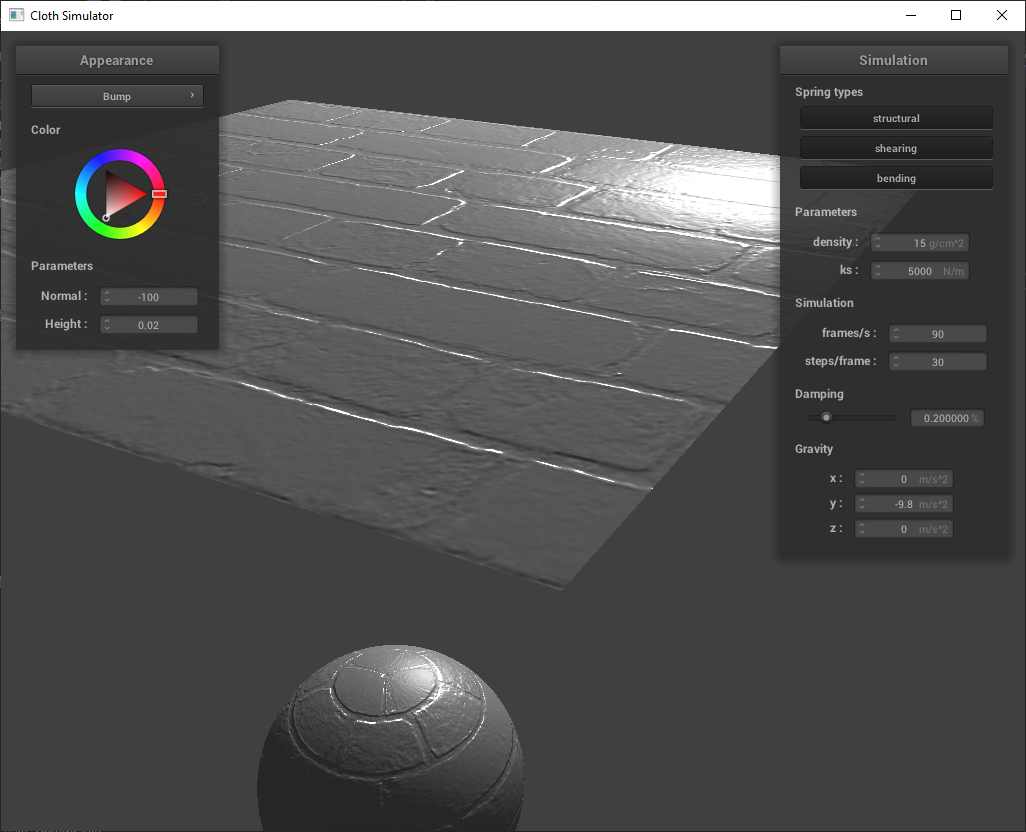 Cloth Simulator
Appearance
Bump
Color
Parameters
Normal : -100
Height : 0.02
Simulation
Spring types
structural
shearing
bending
Parameters
density : 15 g/cm^2
ks : 5000 N/m
Simulation
frames/s : 90
steps/frame : 30
Damping
0.200000 %
Gravity
x : 0 m/s^2
y : -9.8 m/s^2
z : 0 m/s^2